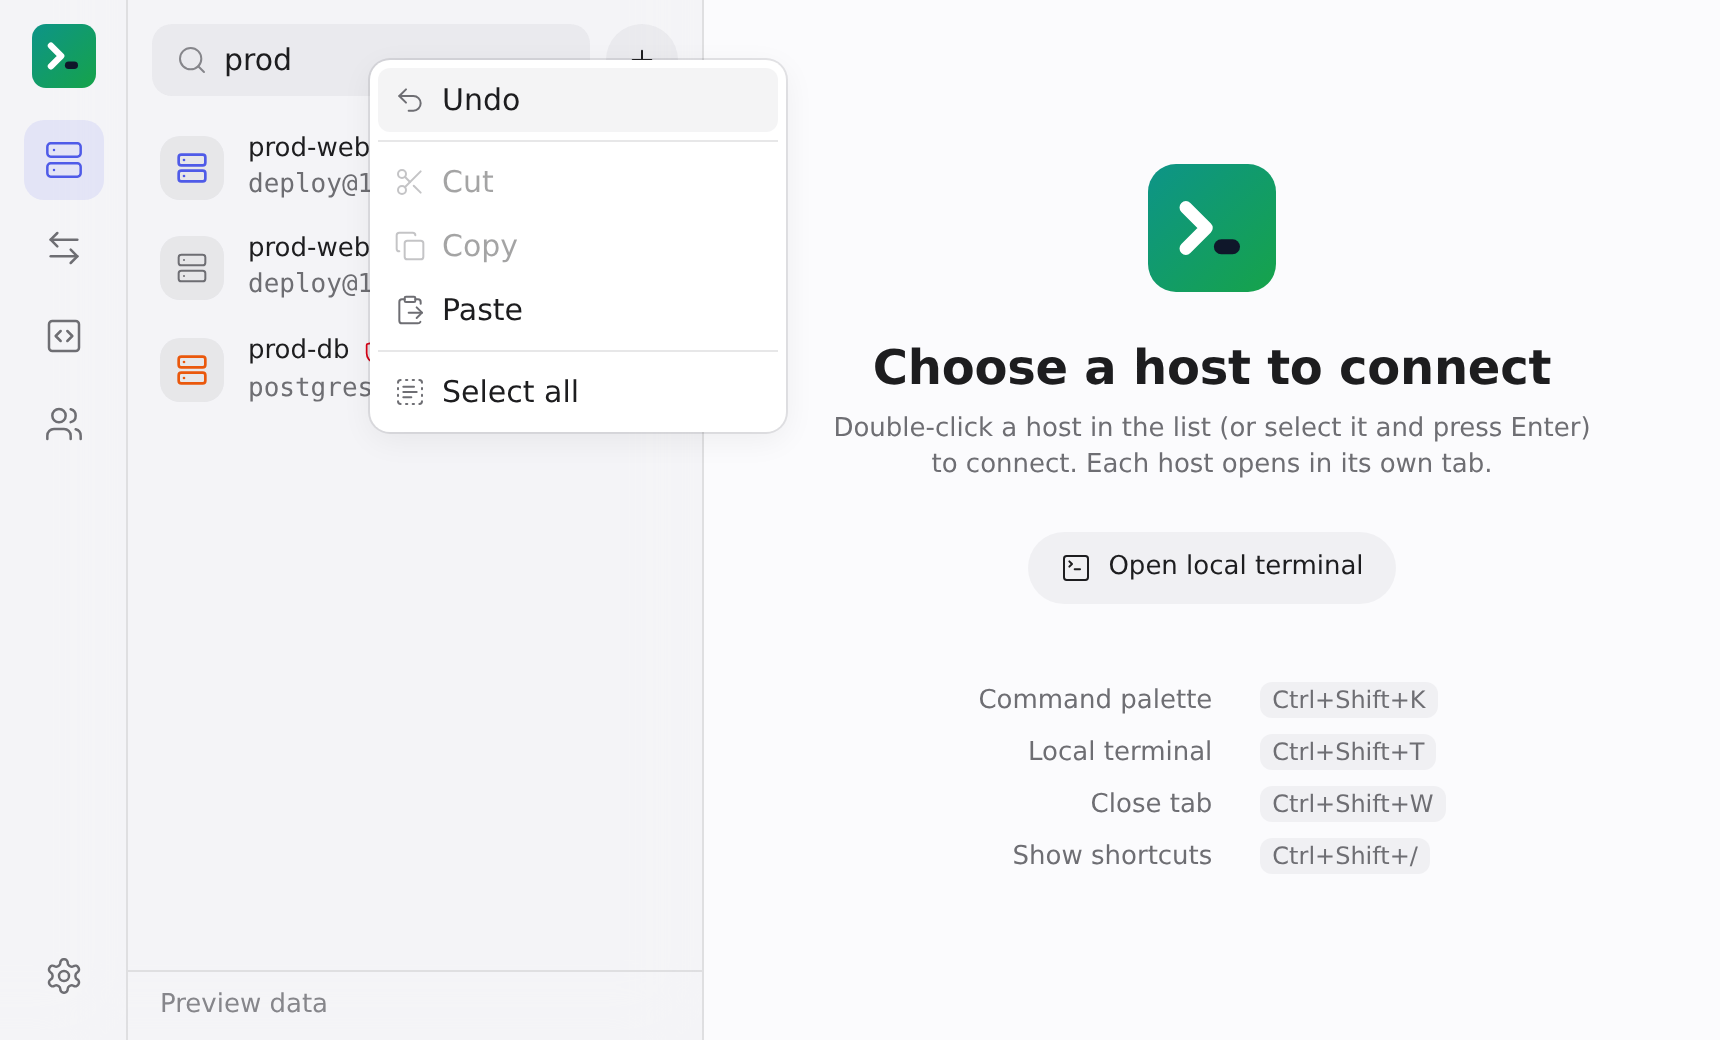 prod
Undo
Cut
Copy
Paste
Select all
prod-web
deploy@1
prod-web
deploy@1
prod-db
postgres
Preview data
Choose a host to connect
Double-click a host in the list (or select it and press Enter)
to connect. Each host opens in its own tab.
Open local terminal
Command palette Ctrl+Shift+K
Local terminal Ctrl+Shift+T
Close tab Ctrl+Shift+W
Show shortcuts Ctrl+Shift+/